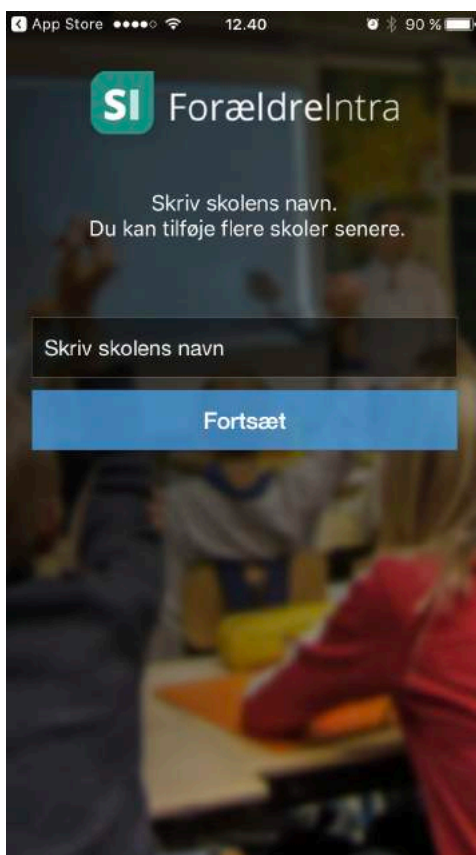 App Store 12.40 90 %
SI ForældreIntra
Skriv skolens navn.
Du kan tilføje flere skoler senere.
Skriv skolens navn
Fortsæt